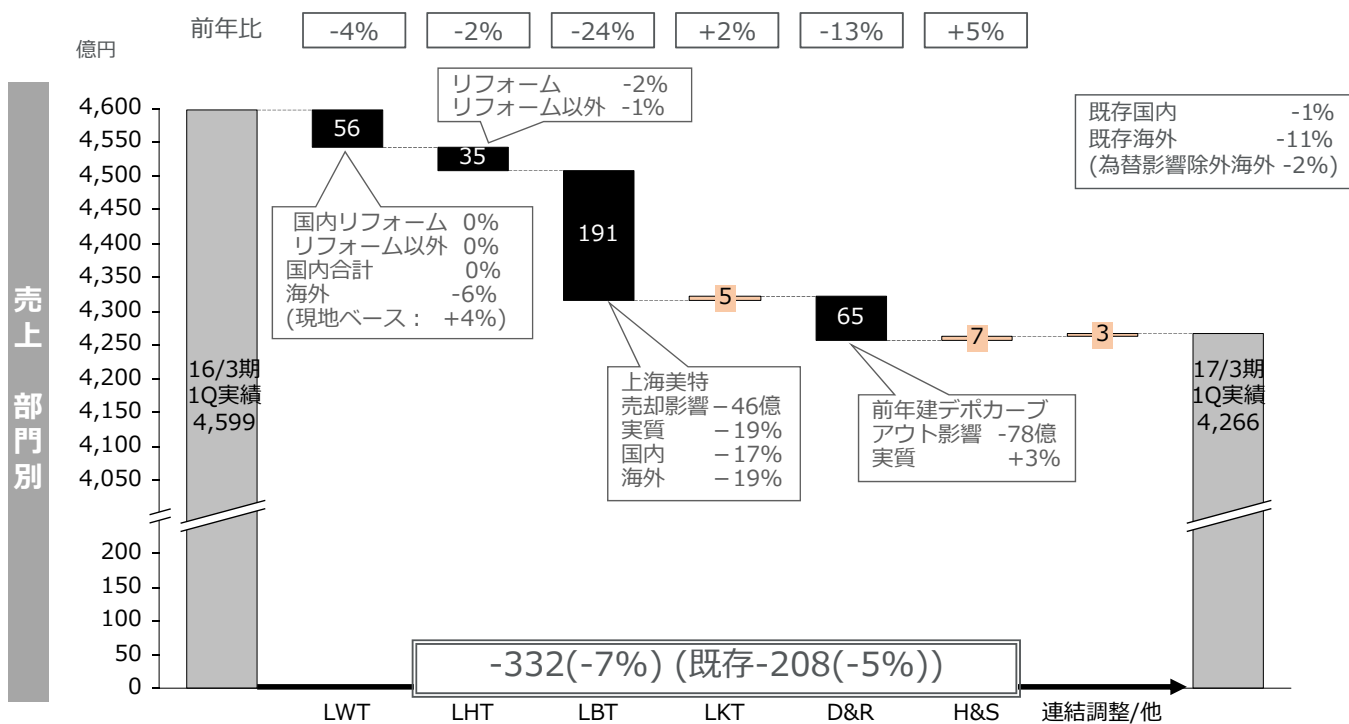 前年比
-4%
-2%
-24%
+2%
-13%
+5%
億円
売上 部門別
4,600
4,550
4,500
4,450
4,400
4,350
4,300
4,250
4,200
4,150
4,100
4,050
200
150
100
50
0
16/3期
1Q実績
4,599
56
国内リフォーム 0%
リフォーム以外 0%
国内合計 0%
海外 -6%
(現地ベース: +4%)
リフォーム -2%
リフォーム以外 -1%
35
191
上海美特
売却影響 −46億
実質 −19%
国内 −17%
海外 −19%
5
65
前年建デポカーブ
アウト影響 -78億
実質 +3%
7
3
既存国内 -1%
既存海外 -11%
(為替影響除外海外 -2%)
17/3期
1Q実績
4,266
-332(-7%) (既存-208(-5%))
LWT
LHT
LBT
LKT
D&R
H&S
連結調整/他